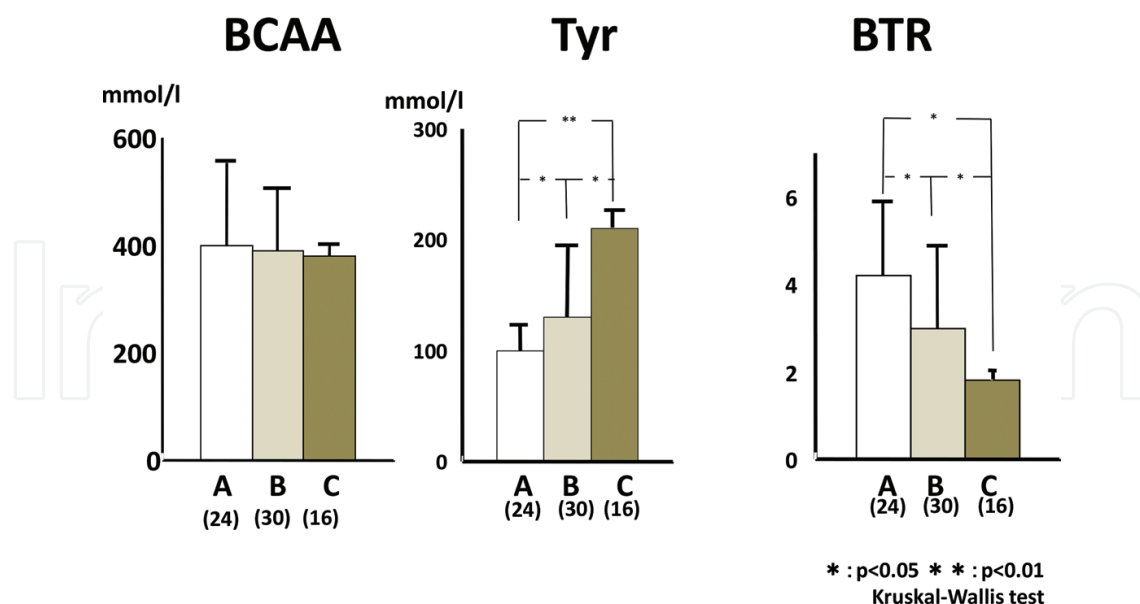 BCAA
mmol/l
600
400
200
0
A B C
(24) (30) (16)
Tyr
mmol/l
300
200
100
0
** 
* *
A B C
(24) (30) (16)
BTR
6
4
2
0
*
* *
A B C
(24) (30) (16)
* : p<0.05 * * : p<0.01
Kruskal-Wallis test